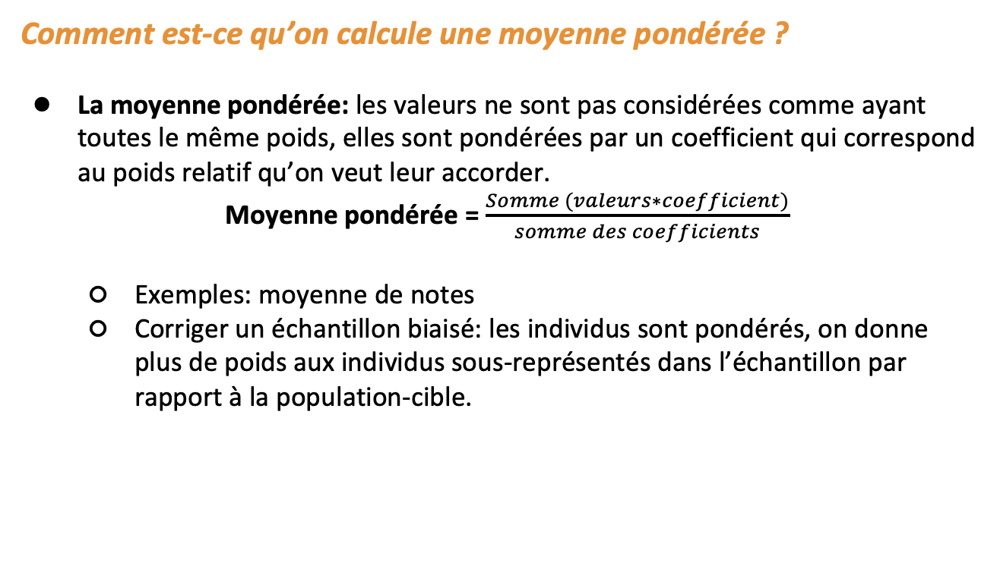 Comment est-ce qu’on calcule une moyenne pondérée ?
● La moyenne pondérée: les valeurs ne sont pas considérées comme ayant
toutes le même poids, elles sont pondérées par un coefficient qui correspond
au poids relatif qu’on veut leur accorder.
Moyenne pondérée = Somme (valeurs*coefficient)
somme des coefficients
○ Exemples: moyenne de notes
○ Corriger un échantillon biaisé: les individus sont pondérés, on donne
plus de poids aux individus sous-représentés dans l’échantillon par
rapport à la population-cible.